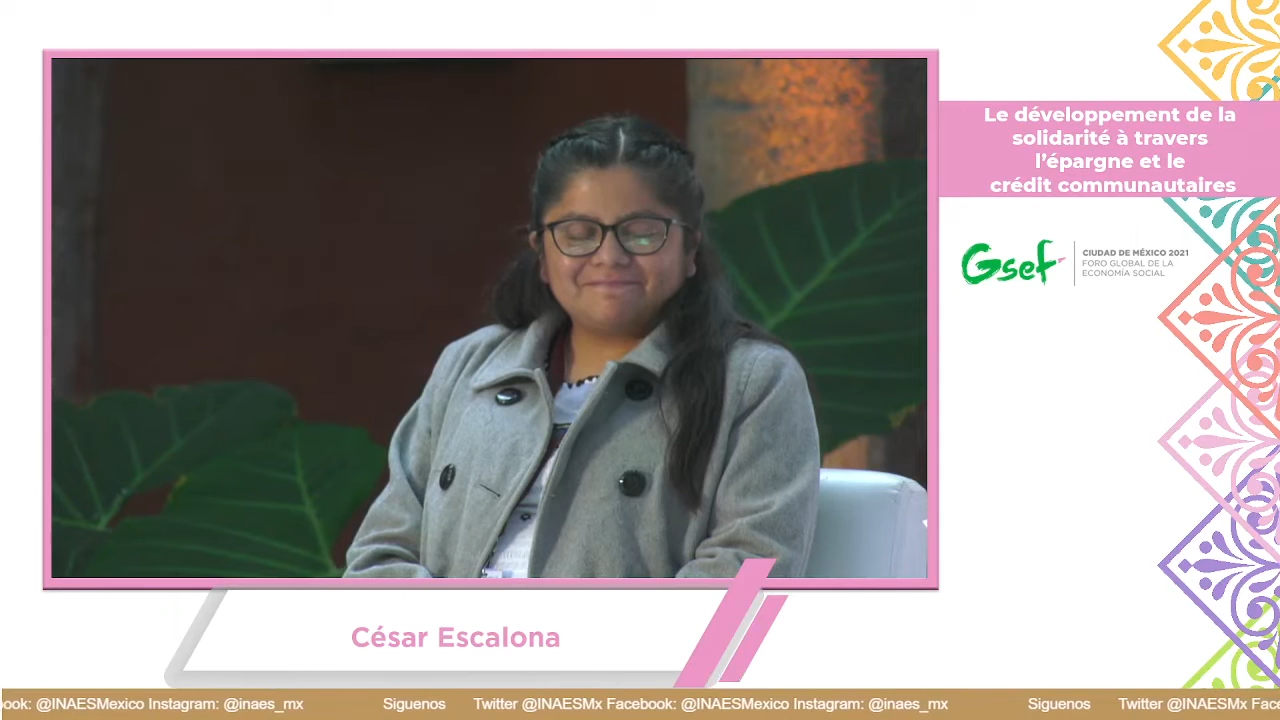 Le développement de la
solidarité à travers
l'épargne et le
crédit communautaires
Gsef
CIUDAD DE MÉXICO 2021
FORO GLOBAL DE LA
ECONOMÍA SOCIAL
César Escalona
ook: @INAESMexico Instagram: @inaes_mx Siguenos Twitter @INAESMx Facebook: @INAESMexico Instagram: @inaes_mx Siguenos Twitter @INAESMx Face